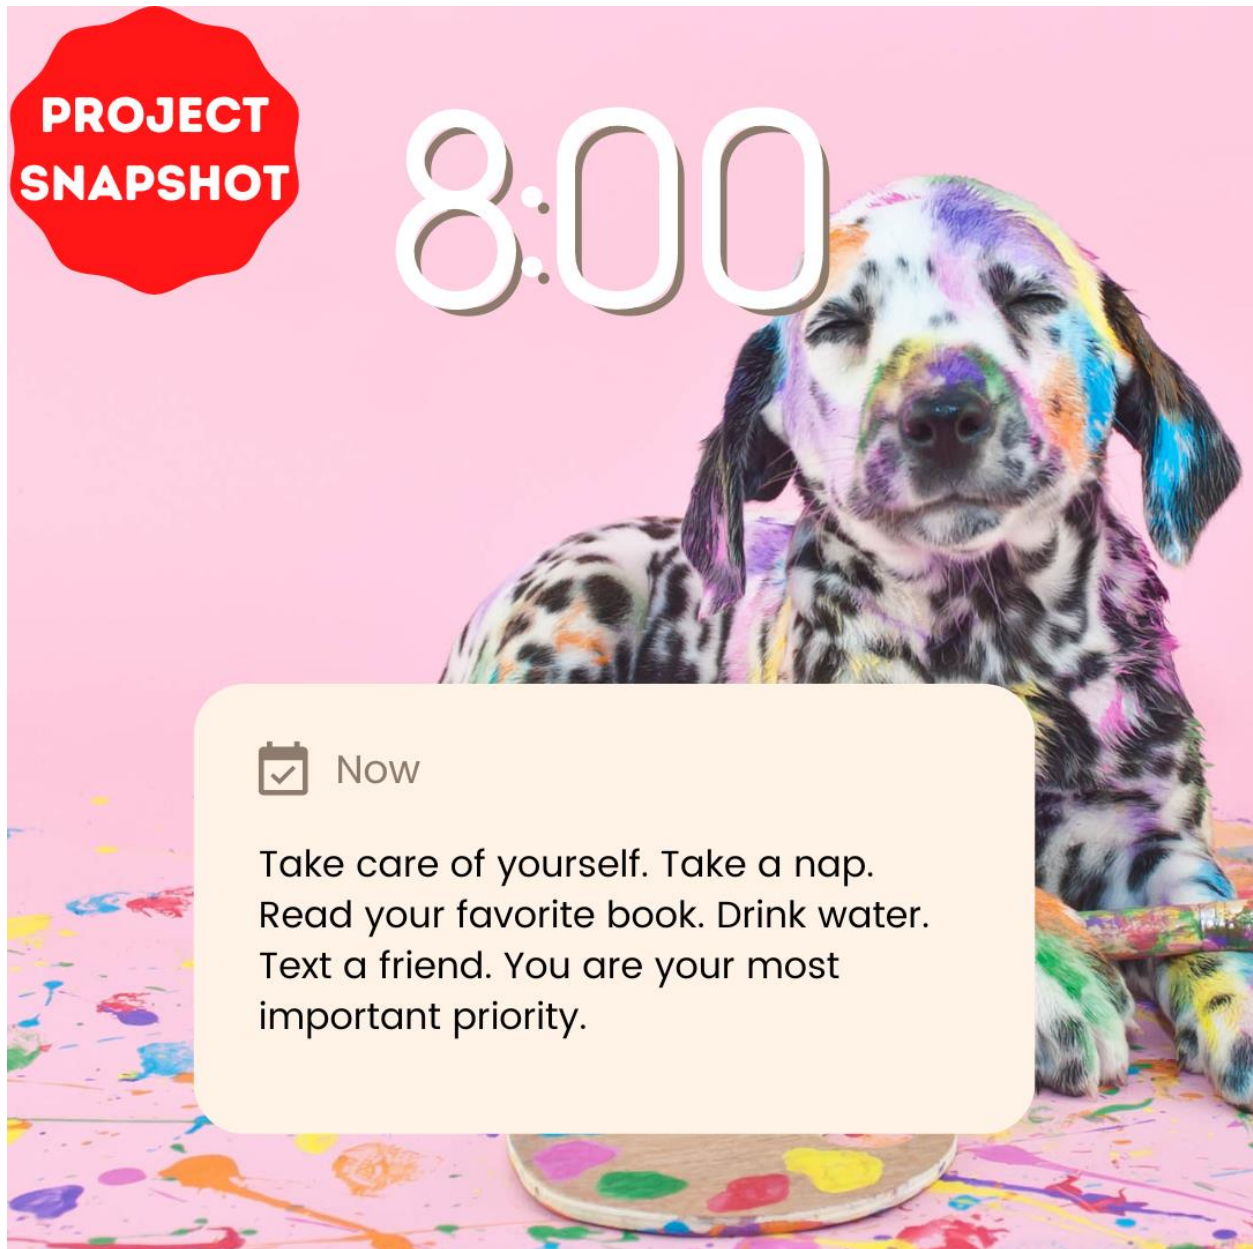 PROJECT
SNAPSHOT
8:00
Now
Take care of yourself. Take a nap.
Read your favorite book. Drink water.
Text a friend. You are your most
important priority.